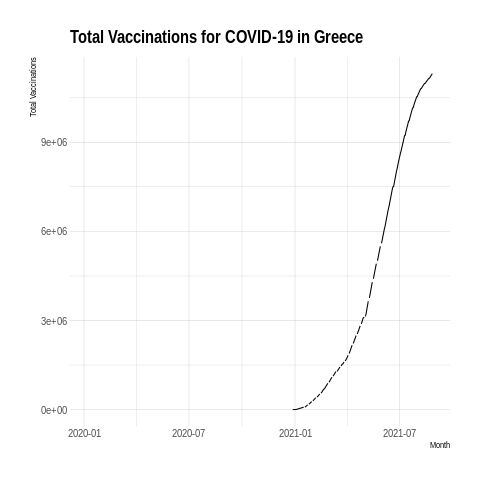 Total Vaccinations for COVID-19 in Greece
Total Vaccinations
9e+06
6e+06
3e+06
0e+00
2020-01 2020-07 2021-01 2021-07
Month